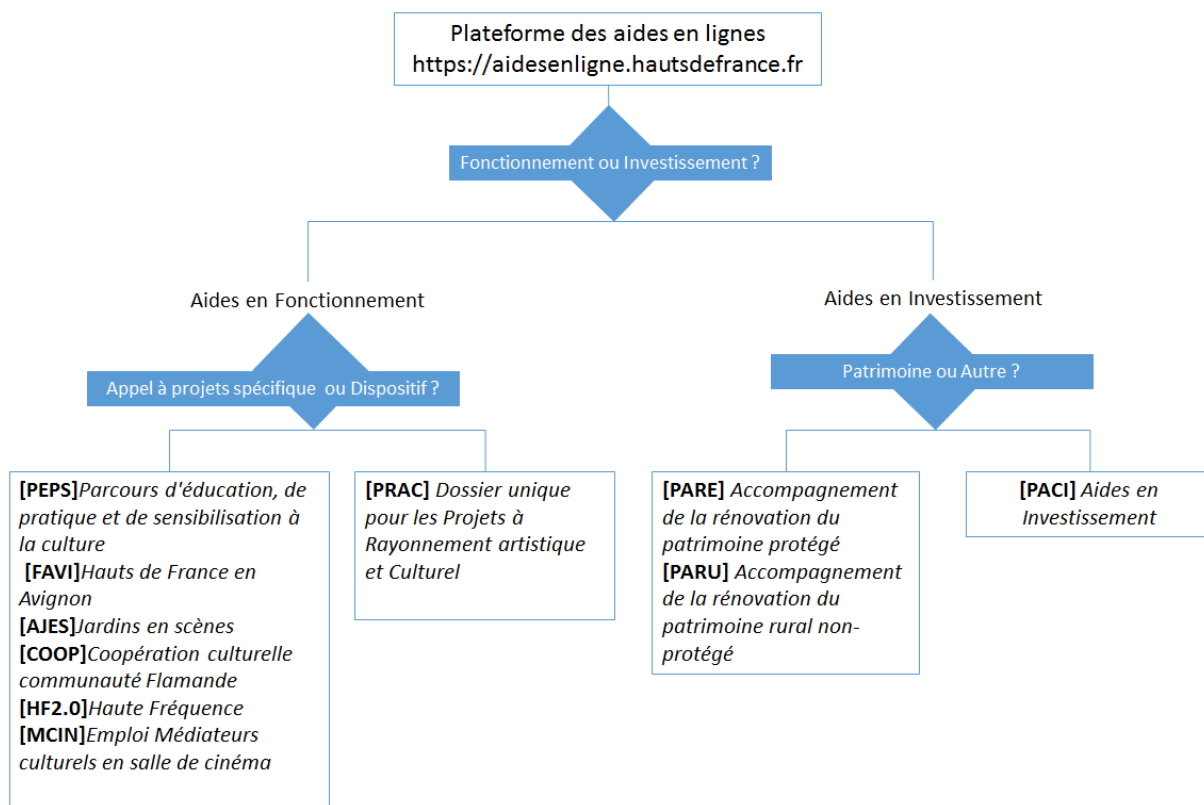 Plateforme des aides en lignes
https://aidesenligne.hautsdefrance.fr
Fonctionnement ou Investissement ?
Aides en Fonctionnement
Aides en Investissement
Appel à projets spécifique ou Dispositif ?
Patrimoine ou Autre ?
[PEPS]Parcours d'éducation, de
pratique et de sensibilisation à
la culture
[FAVI]Hauts de France en
Avignon
[AJES]Jardins en scènes
[COOP]Coopération culturelle
communauté Flamande
[HF2.0]Haute Fréquence
[MCIN]Emploi Médiateurs
culturels en salle de cinéma
[PRAC] Dossier unique
pour les Projets à
Rayonnement artistique
et Culturel
[PARE] Accompagnement
de la rénovation du
patrimoine protégé
[PARU] Accompagnement
de la rénovation du
patrimoine rural non-
protégé
[PACI] Aides en
Investissement